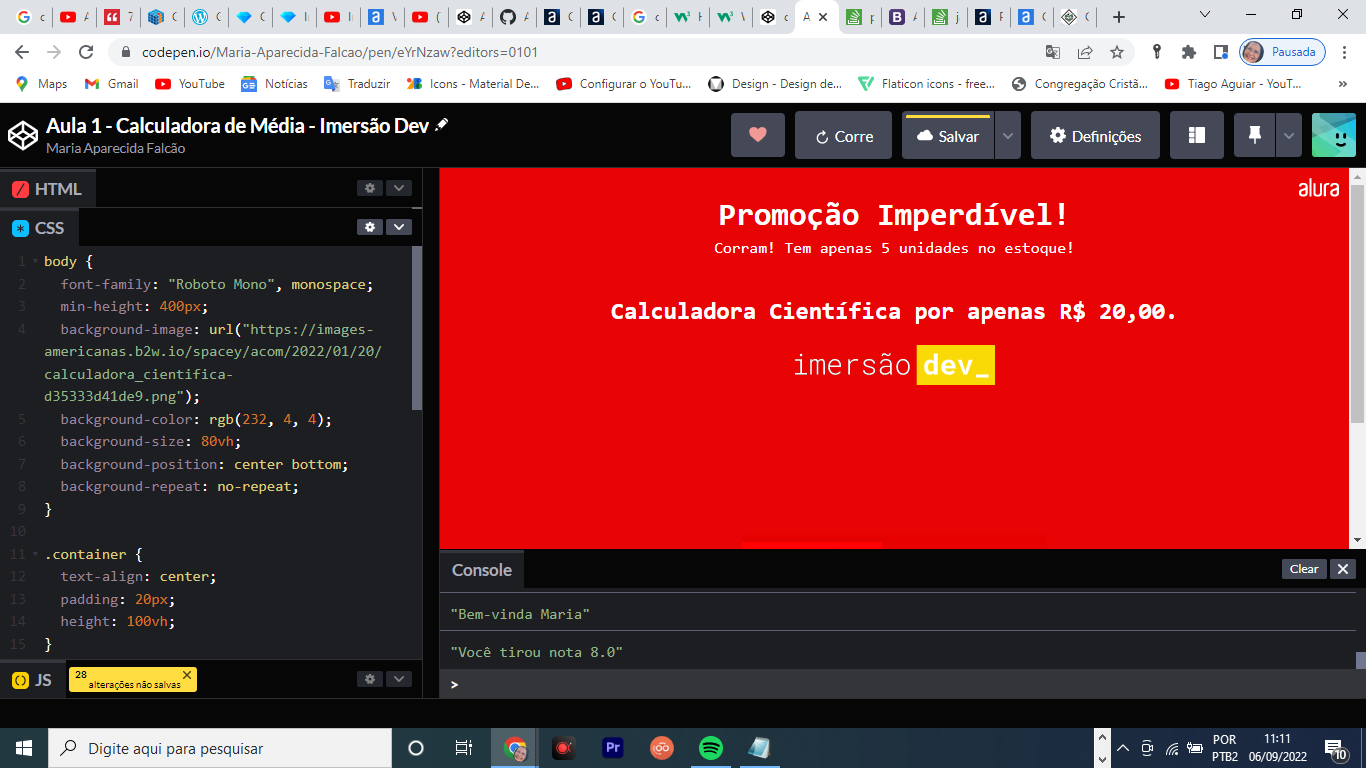 codepen.io/Maria-Aparecida-Falcao/pen/eYrNzaw?editors=0101
Pausada
Maps
Gmail
YouTube
Notícias
Traduzir
Icons - Material De...
Configurar o YouTu...
Design - Design de...
Flaticon icons - free...
Congregação Cristã...
Tiago Aguiar - YouT...
»
Aula 1 - Calculadora de Média - Imersão Dev
Maria Aparecida Falcão
Corre
Salvar
Definições
HTML
CSS
1 body {
2 font-family: "Roboto Mono", monospace;
3 min-height: 400px;
4 background-image: url("https://images-
americanas.b2w.io/spacey/acom/2022/01/20/
calculadora_cientifica-
d35333d41de9.png");
5 background-color: rgb(232, 4, 4);
6 background-size: 80vh;
7 background-position: center bottom;
8 background-repeat: no-repeat;
9 }
10
11 .container {
12 text-align: center;
13 padding: 20px;
14 height: 100vh;
15 }
JS
28
alterações não salvas
alura
Promoção Imperdível!
Corram! Tem apenas 5 unidades no estoque!
Calculadora Científica por apenas R$ 20,00.
imersão dev_
Console
Clear
"Bem-vinda Maria"
"Você tirou nota 8.0"
>
Digite aqui para pesquisar
Pr
POR
PTB2
11:11
06/09/2022
10